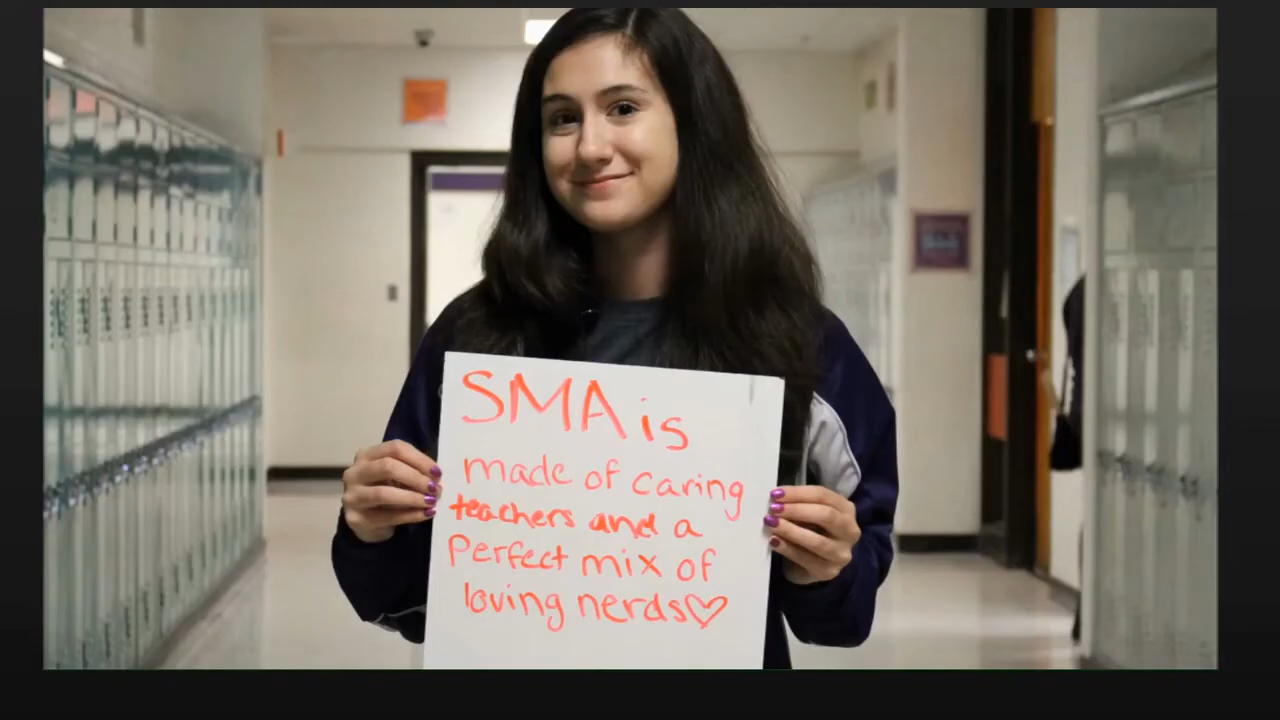 SMA is
made of caring
teachers and a
Perfect mix of
loving nerds♡